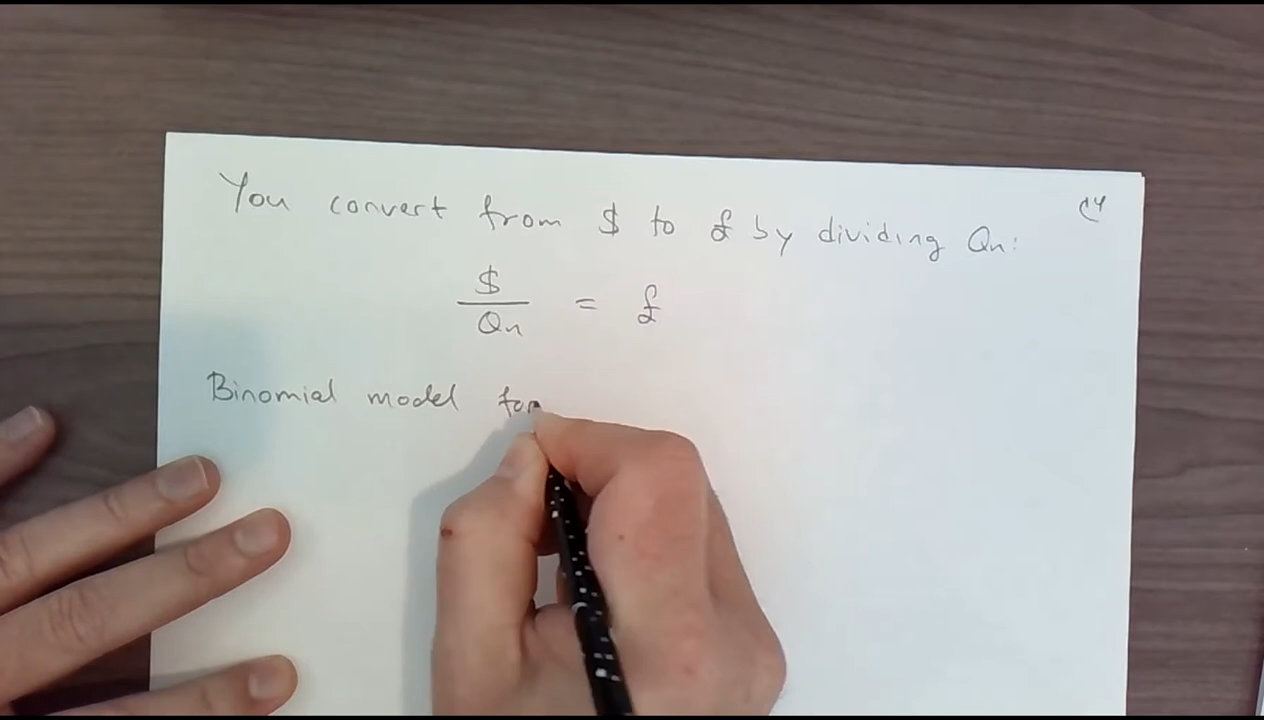 You convert from $ to £ by dividing Qn:
$
Qn
= £
Binomial model for